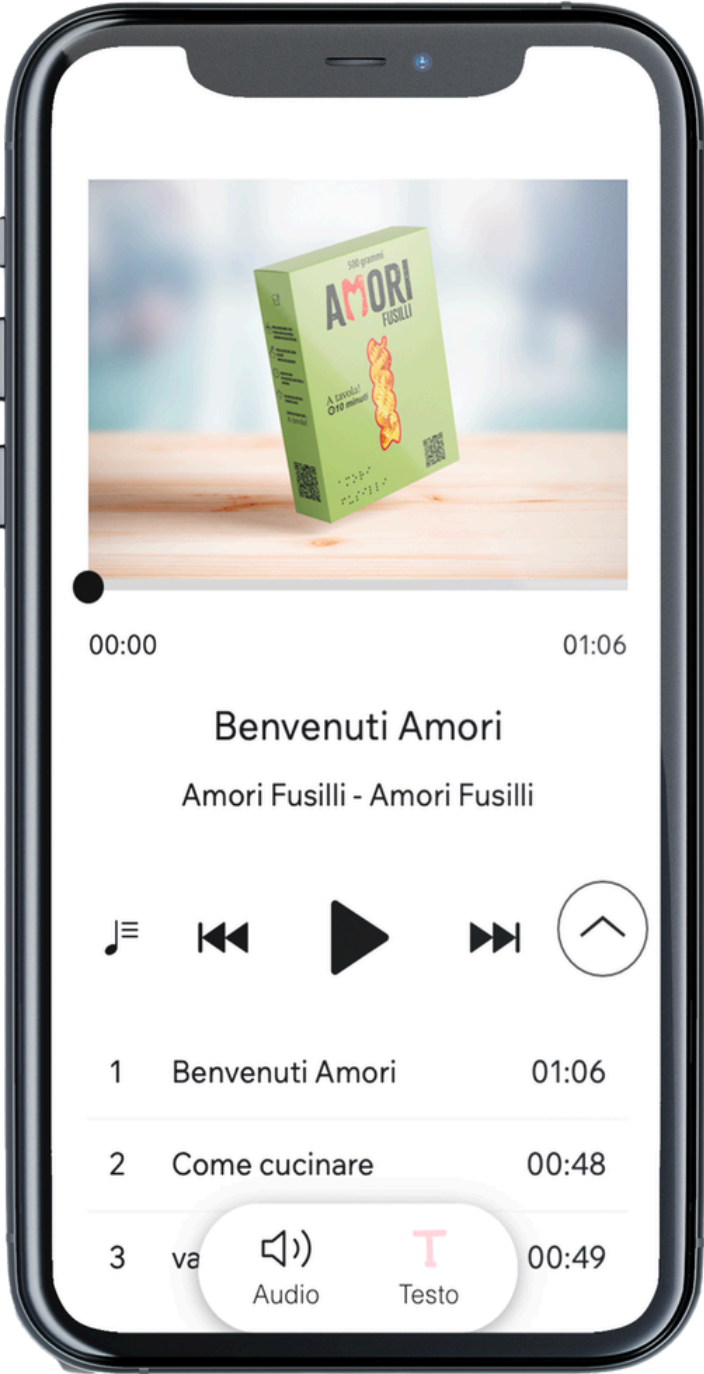 500 grammi
AMORI
FUSILLI
A tavola!
10 minuti
00:00
01:06
Benvenuti Amori
Amori Fusilli - Amori Fusilli
1 Benvenuti Amori 01:06
2 Come cucinare 00:48
3 va 00:49
Audio
Testo